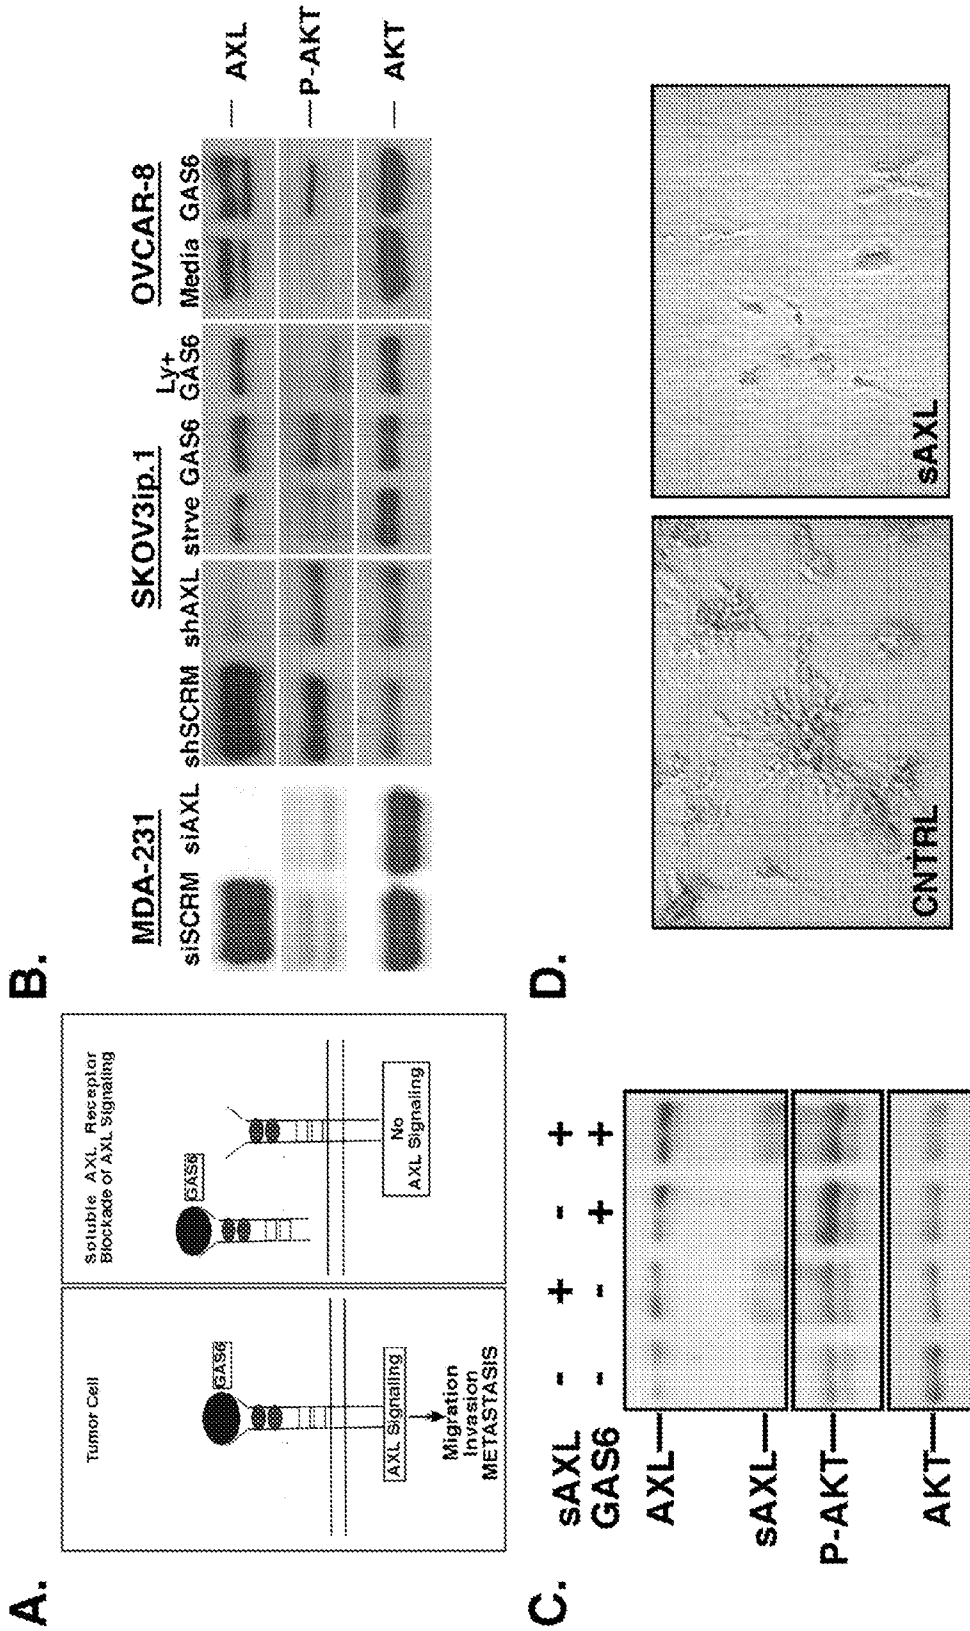 A.
Tumor Cell
GAS6
AXL Signaling
Migration
Invasion
METASTASIS
Soluble AXL Receptor
Blockade of AXL Signaling
GAS6
No
AXL Signaling
B.
MDA-231
SKOV3ip.1
OVCAR-8
siSCRM siAXL shSCRM shAXL strve GAS6 Ly+ GAS6 Media GAS6
AXL
P-AKT
AKT
C.
sAXL - + - +
GAS6 - - + +
AXL
sAXL
P-AKT
AKT
D.
CNTRL
sAXL